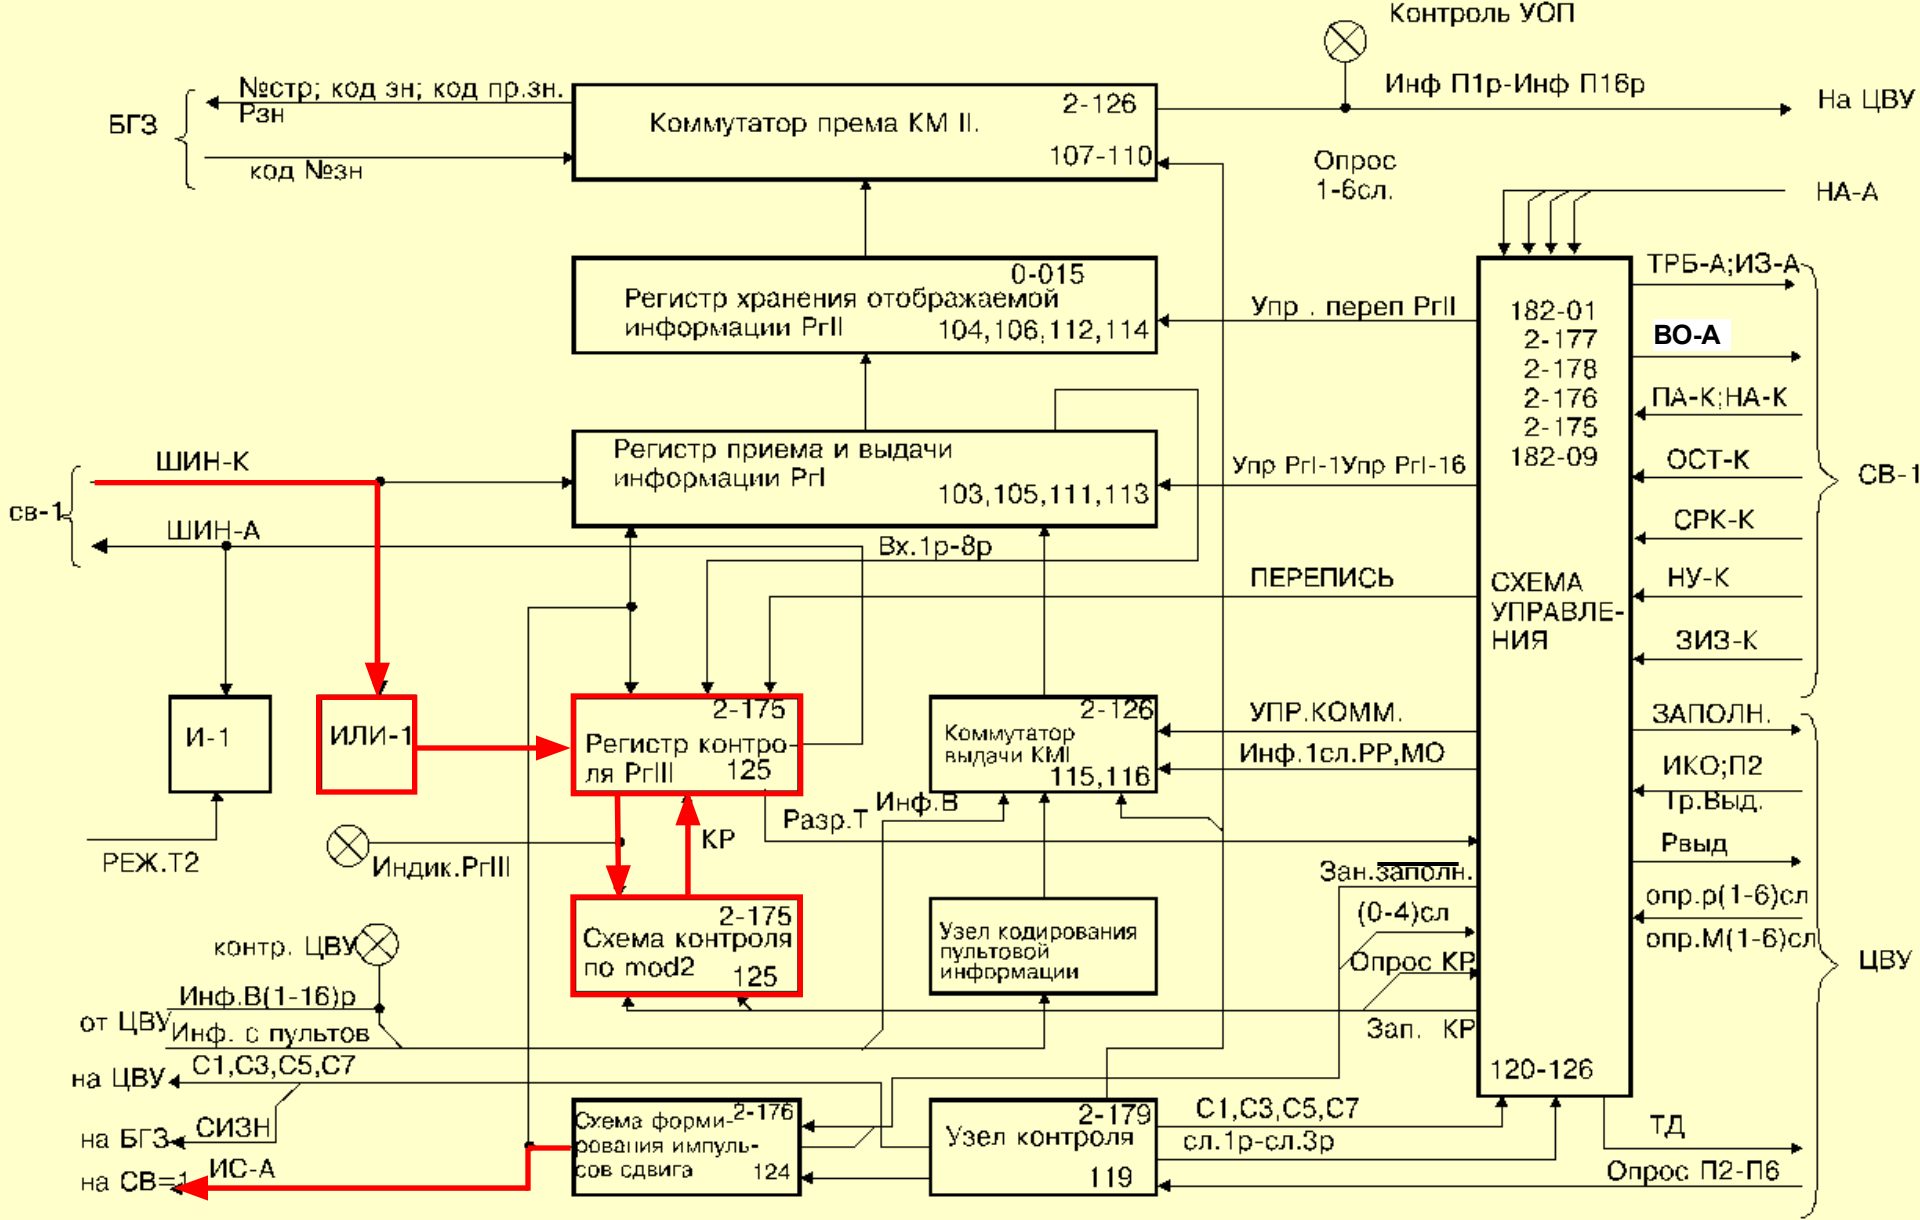 Контроль УОП
№стр; код зн; код пр.зн.
Рзн
БГЗ
код №зн
2-126
Коммутатор према КМ II.
107-110
Инф П1р-Инф П16р
На ЦВУ
Опрос
1-6сл.
НА-А
0-015
Регистр хранения отображаемой
информации РгII
104,106,112,114
Упр . переп РгII
182-01
2-177
2-178
2-176
2-175
182-09
ТРБ-А;ИЗ-А
ВО-А
ПА-К;НА-К
ОСТ-К
СРК-К
НУ-К
ЗИЗ-К
СВ-1
ШИН-К
св-1
ШИН-А
Регистр приема и выдачи
информации РгI
103,105,111,113
Упр РгI-1Упр РгI-16
Вх.1р-8р
ПЕРЕПИСЬ
СХЕМА
УПРАВЛЕ-
НИЯ
И-1
ИЛИ-1
2-175
Регистр контро-
ля РгIII
125
2-126
Коммутатор
выдачи КМI
115,116
УПР.КОММ.
Инф.1сл.РР,МО
ЗАПОЛН.
ИКО;П2
Тр.Выд.
Рвыд
опр.р(1-6)сл
опр.М(1-6)сл
ЦВУ
РЕЖ.Т2
Индик.РгIII
КР
Разр.Т
Инф.В
Зан.заполн.
(0-4)сл
Опрос КР
Зап. КР
2-175
Схема контроля
по mod2
125
Узел кодирования
пультовой
информации
контр. ЦВУ
Инф.В(1-16)р
от ЦВУ
Инф. с пультов
С1,С3,С5,С7
на ЦВУ
на БГЗ
СИЗН
на СВ=1
ИС-А
Схема форми-
2-176
рования импуль-
сов сдвига
124
2-179
Узел контроля
119
С1,С3,С5,С7
сл.1р-сл.3р
120-126
ТД
Опрос П2-П6